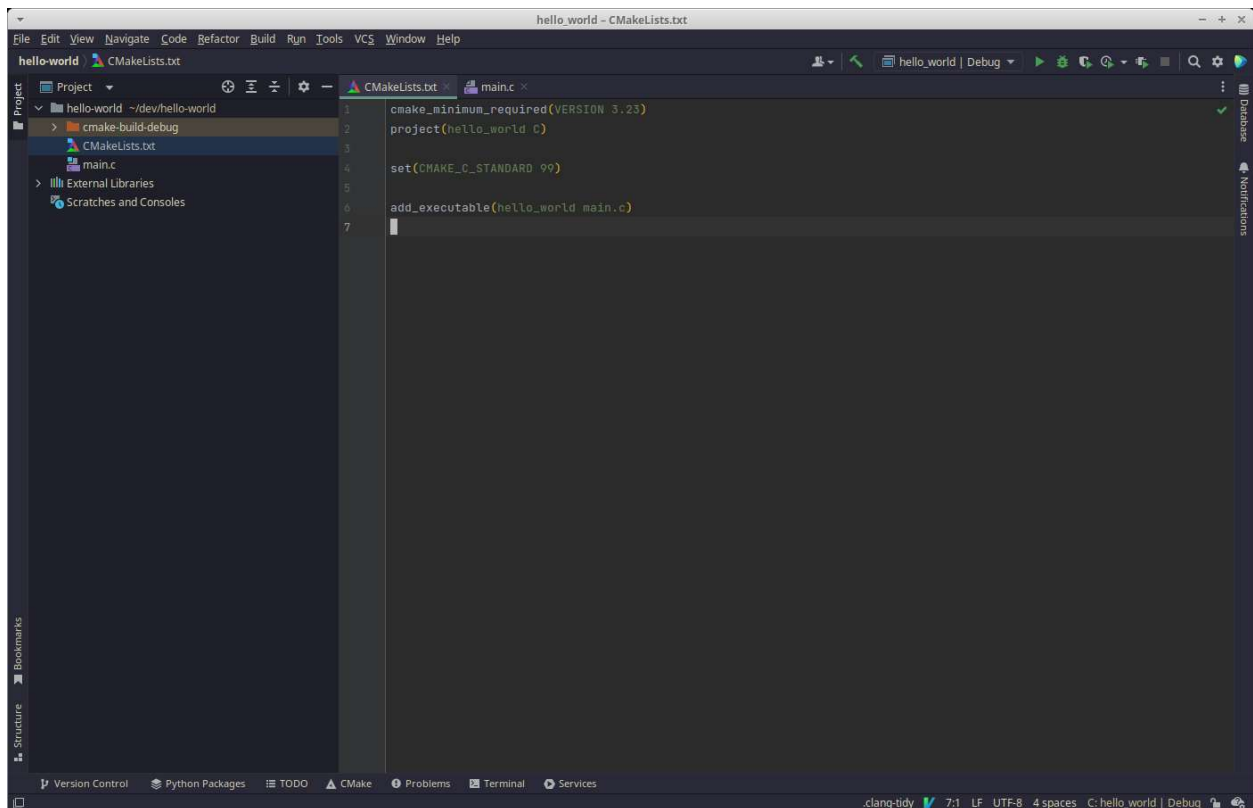 hello_world – CMakeLists.txt
File Edit View Navigate Code Refactor Build Run Tools VCS Window Help
hello-world CMakeLists.txt
hello_world | Debug
Project
CMakeLists.txt
main.c
Project
hello-world ~/dev/hello-world
cmake-build-debug
CMakeLists.txt
main.c
External Libraries
Scratches and Consoles
1 cmake_minimum_required(VERSION 3.23)
2 project(hello_world C)
3
4 set(CMAKE_C_STANDARD 99)
5
6 add_executable(hello_world main.c)
7
Database
Notifications
Bookmarks
Structure
Version Control Python Packages TODO CMake Problems Terminal Services
.clang-tidy 7:1 LF UTF-8 4 spaces C: hello_world | Debug